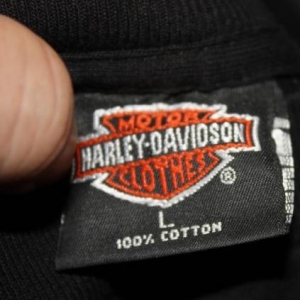 MOTOR
HARLEY-DAVIDSON
CLOTHES
®
L
100% COTTON